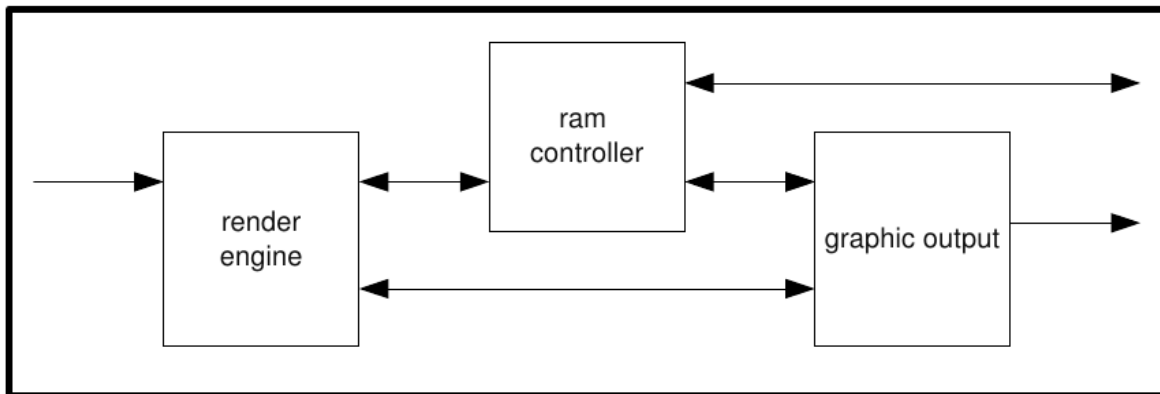 render
engine
ram
controller
graphic output